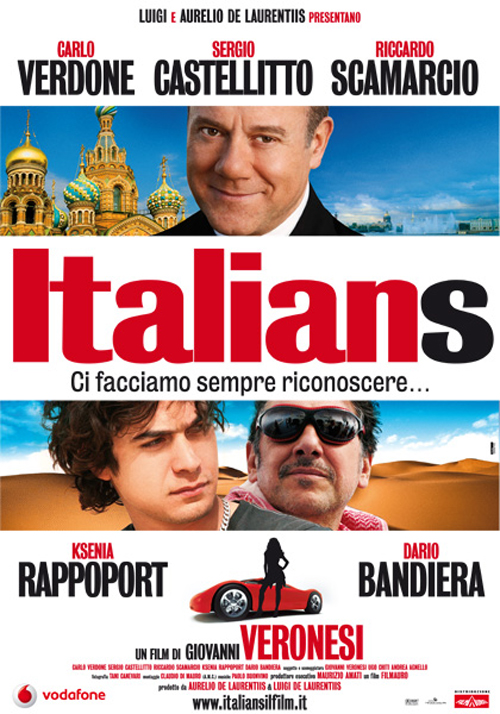 LUIGI E AURELIO DE LAURENTIIS PRESENTANO
CARLO VERDONE
SERGIO CASTELLITTO
RICCARDO SCAMARCIO
Italians
Ci facciamo sempre riconoscere...
KSENIA RAPPOPORT
DARIO BANDIERA
UN FILM DI GIOVANNI VERONESI
CARLO VERDONE SERGIO CASTELLITTO RICCARDO SCAMARCIO KSENIA RAPPOPORT DARIO BANDIERA soggetto e sceneggiatura GIOVANNI VERONESI UGO CHITI ANDREA AGNELLO
fotografia TANI CANEVARI montaggio CLAUDIO DI MAURO (A.M.C.) musiche PAOLO BUONVINO produttore esecutivo MAURIZIO AMATI un film FILMAURO
prodotto da AURELIO DE LAURENTIIS & LUIGI DE LAURENTIIS
www.italiansilfilm.it
vodafone
DISTRIBUZIONE